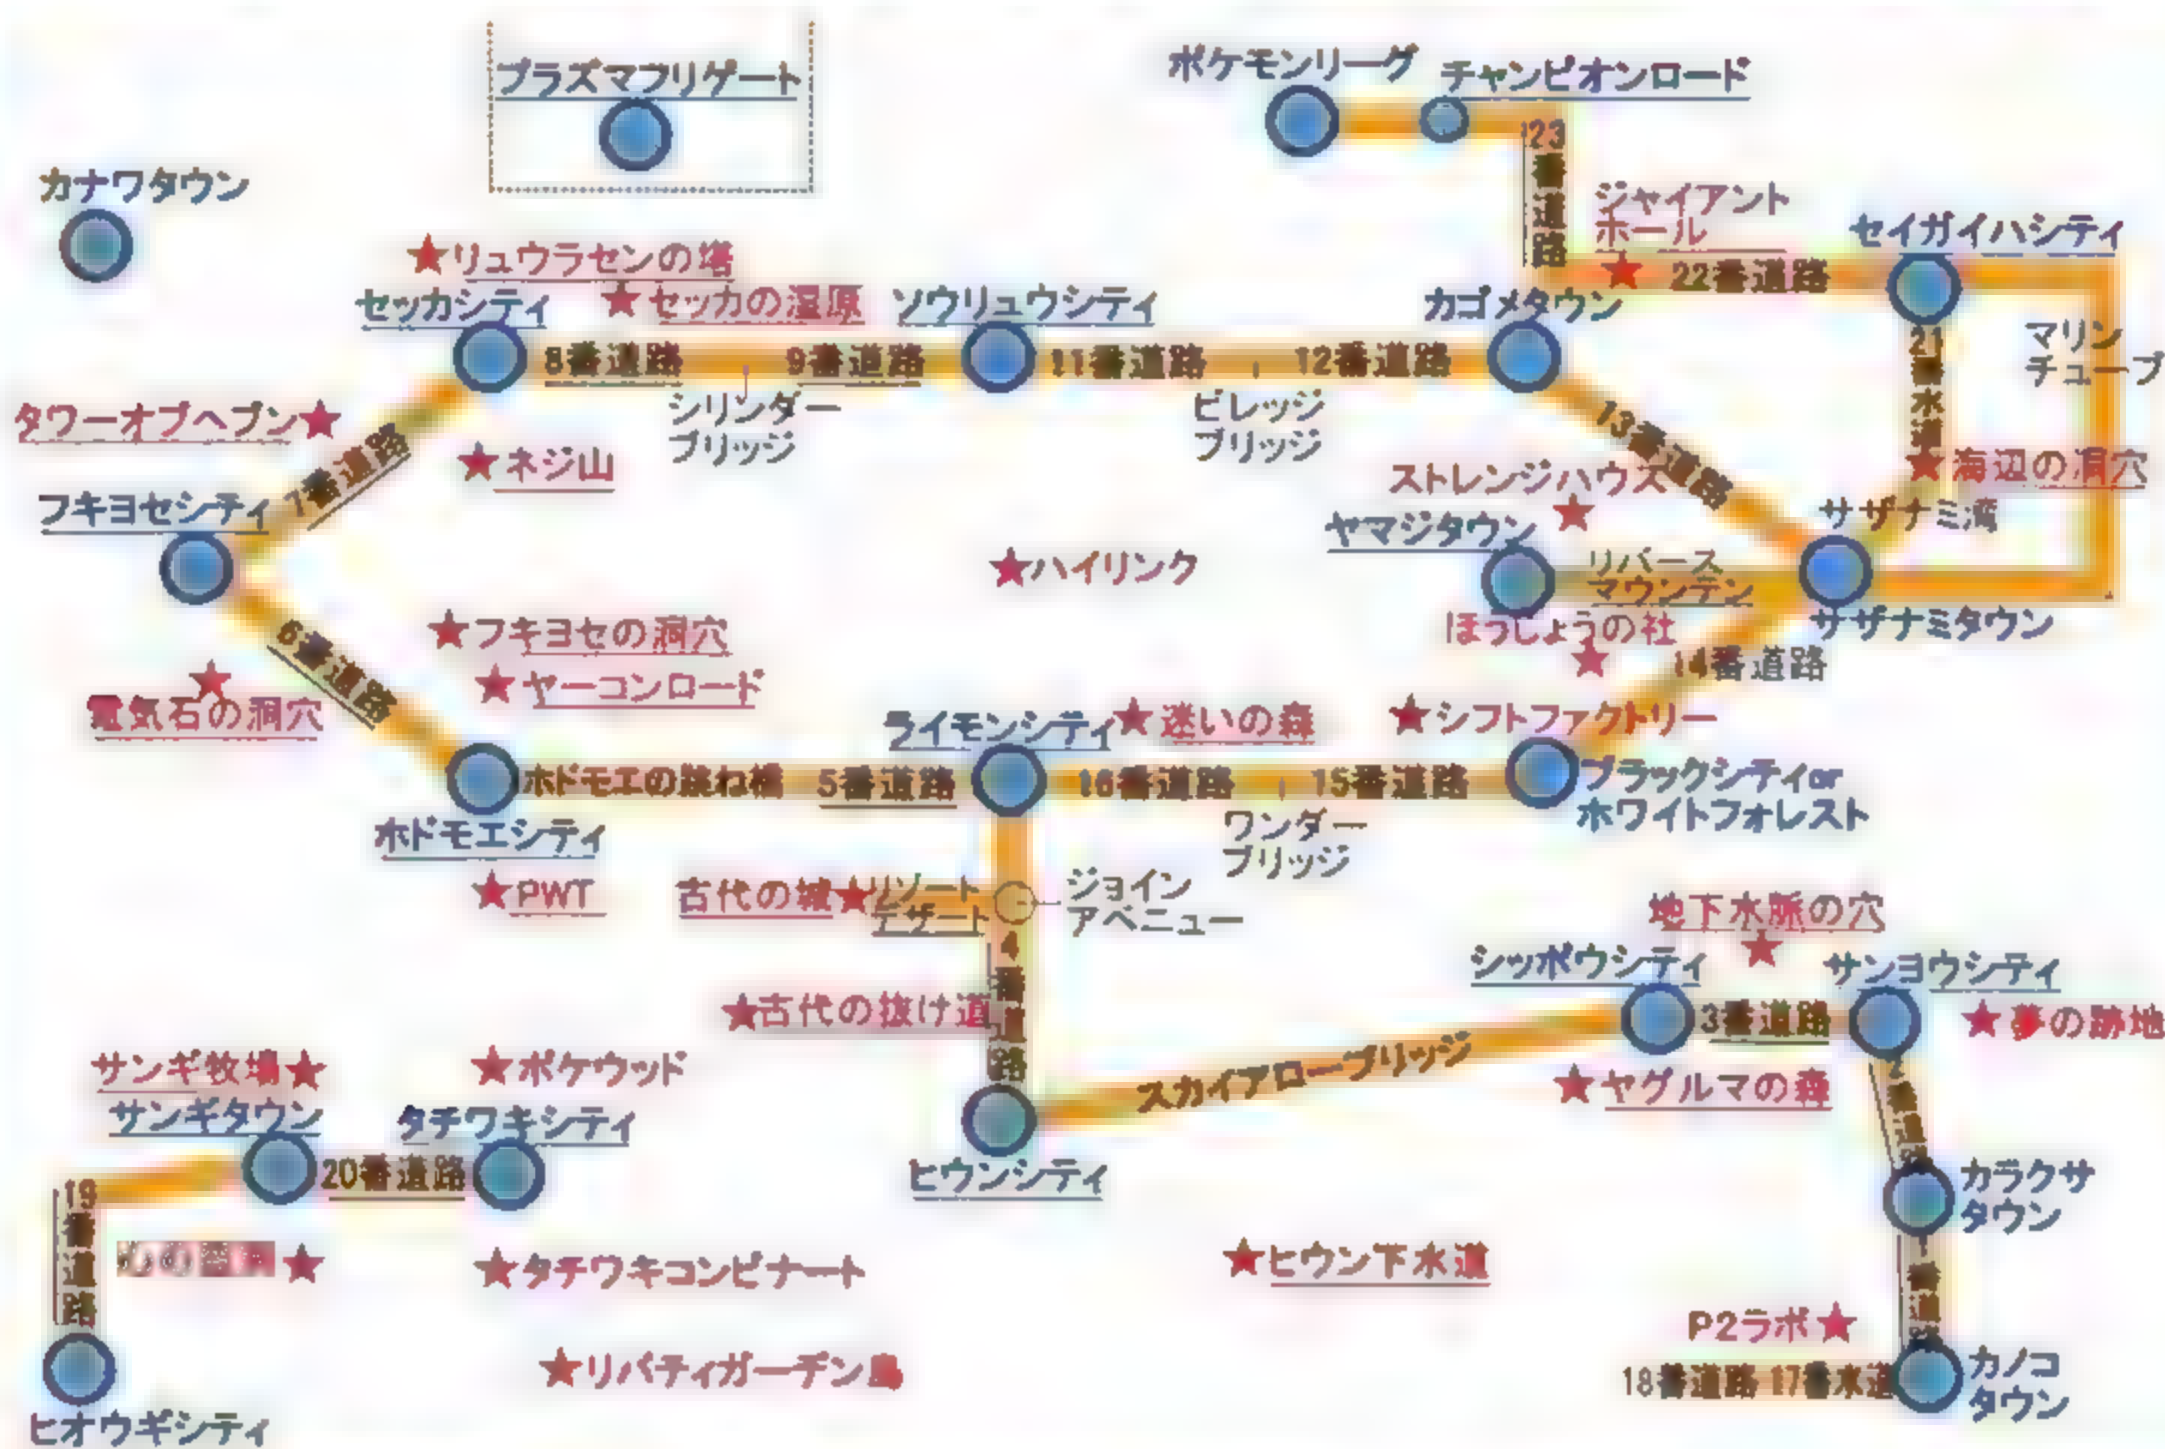 プラズマフリゲート
ポケモンリーグ
チャンピオンロード
23番道路
カナワタウン
ジャイアント
ホール
セイガイハシティ
★リュウラセンの塔
22番道路
セッカシティ
★セッカの湿原
ソウリュウシティ
カゴメタウン
マリン
チューブ
21番水道
8番道路
9番道路
11番道路
12番道路
シリンダー
ブリッジ
ビレッジ
ブリッジ
13番道路
タワーオブヘブン★
7番道路
★ネジ山
ストレンジハウス
★海辺の洞穴
フキヨセシティ
サザナミ湾
ヤマジタウン
リバース
マウンテン
★ハイリンク
サザナミタウン
ほうじょうの社
6番道路
★フキヨセの洞穴
14番道路
★ヤーコンロード
電気石の洞穴
ライモンシティ
★迷いの森
★シフトファクトリー
ホドモエの跳ね橋
5番道路
16番道路
15番道路
ブラックシティor
ホワイトフォレスト
ホドモエシティ
ワンダー
ブリッジ
★PWT
古代の城★
リゾート
デザート
ジョイン
アベニュー
4番道路
地下水脈の穴
シッポウシティ
サンヨウシティ
★古代の抜け道
3番道路
★夢の跡地
スカイアローブリッジ
★ヤグルマの森
2番道路
サンギ牧場★
★ポケウッド
サンギタウン
タチワキシティ
ヒウンシティ
20番道路
カラクサ
タウン
19番道路
★タチワキコンビナート
★ヒウン下水道
1番道路
P2ラボ★
★リバティガーデン島
18番道路
17番水道
カノコ
タウン
ヒオウギシティ